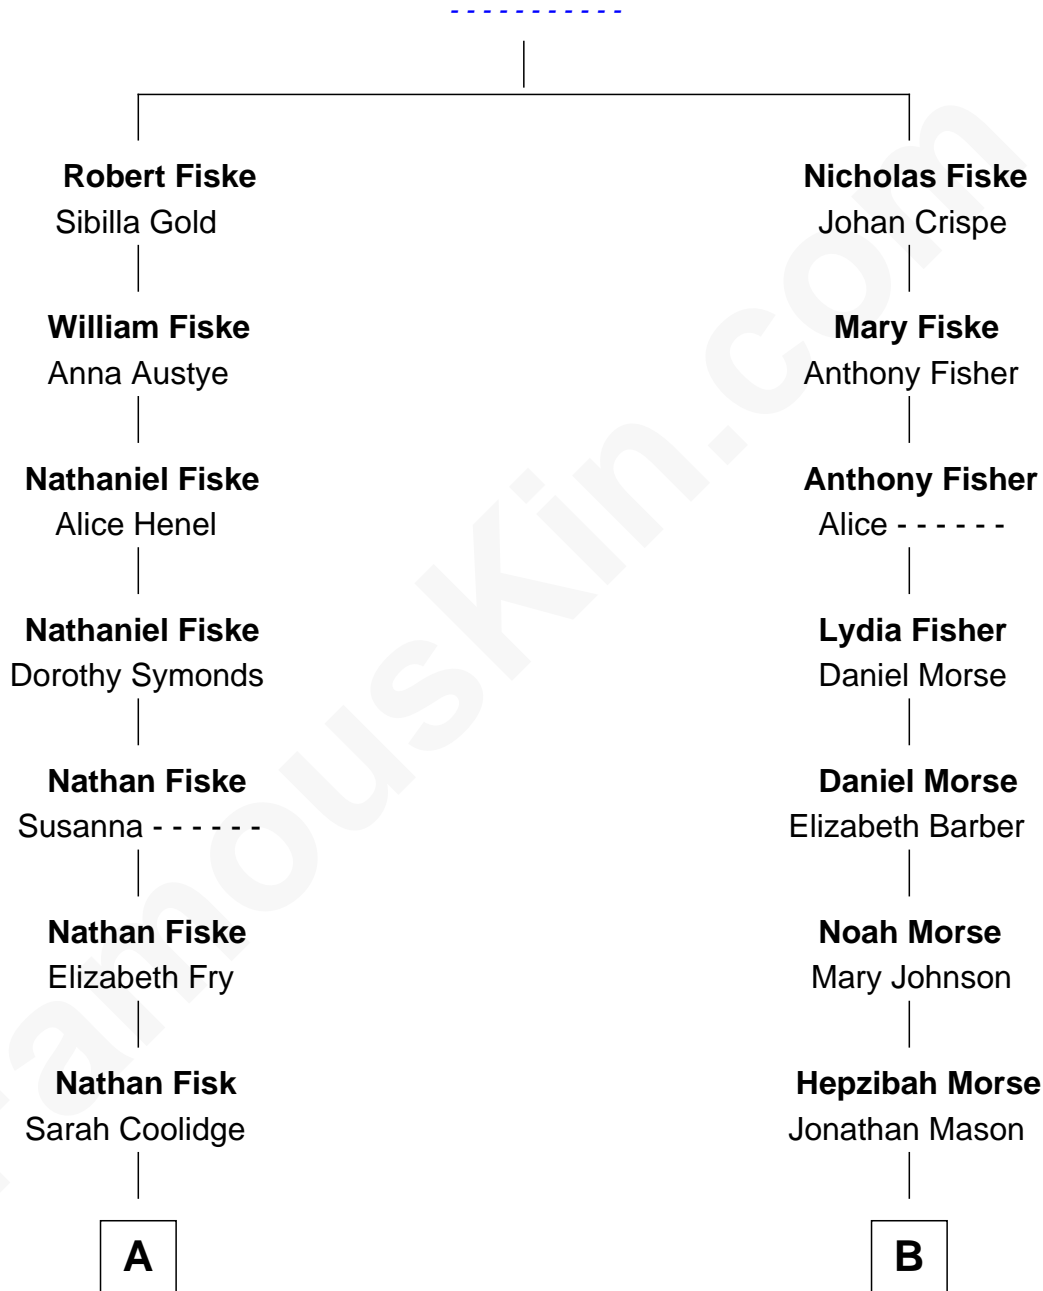 - - - - - - - - - - -
Robert Fiske
Sibilla Gold
Nicholas Fiske
Johan Crispe
William Fiske
Anna Austye
Mary Fiske
Anthony Fisher
Nathaniel Fiske
Alice Henel
Anthony Fisher
Alice - - - - - -
Nathaniel Fiske
Dorothy Symonds
Lydia Fisher
Daniel Morse
Nathan Fiske
Susanna - - - - - -
Daniel Morse
Elizabeth Barber
Nathan Fiske
Elizabeth Fry
Noah Morse
Mary Johnson
Nathan Fisk
Sarah Coolidge
Hepzibah Morse
Jonathan Mason
A
B
FamousKin.com